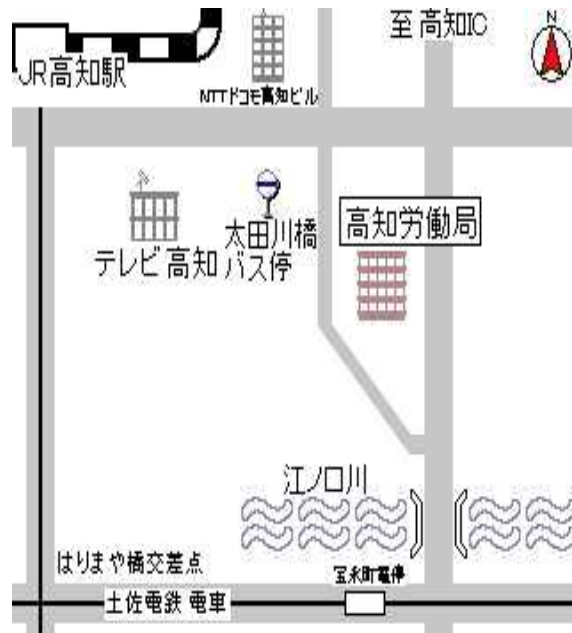 至 高知IC
N
JR高知駅
NTTドコモ高知ビル
高知労働局
太田川橋
バス停
テレビ高知
江ノ口川
はりまや橋交差点
宝永町電停
土佐電鉄 電車